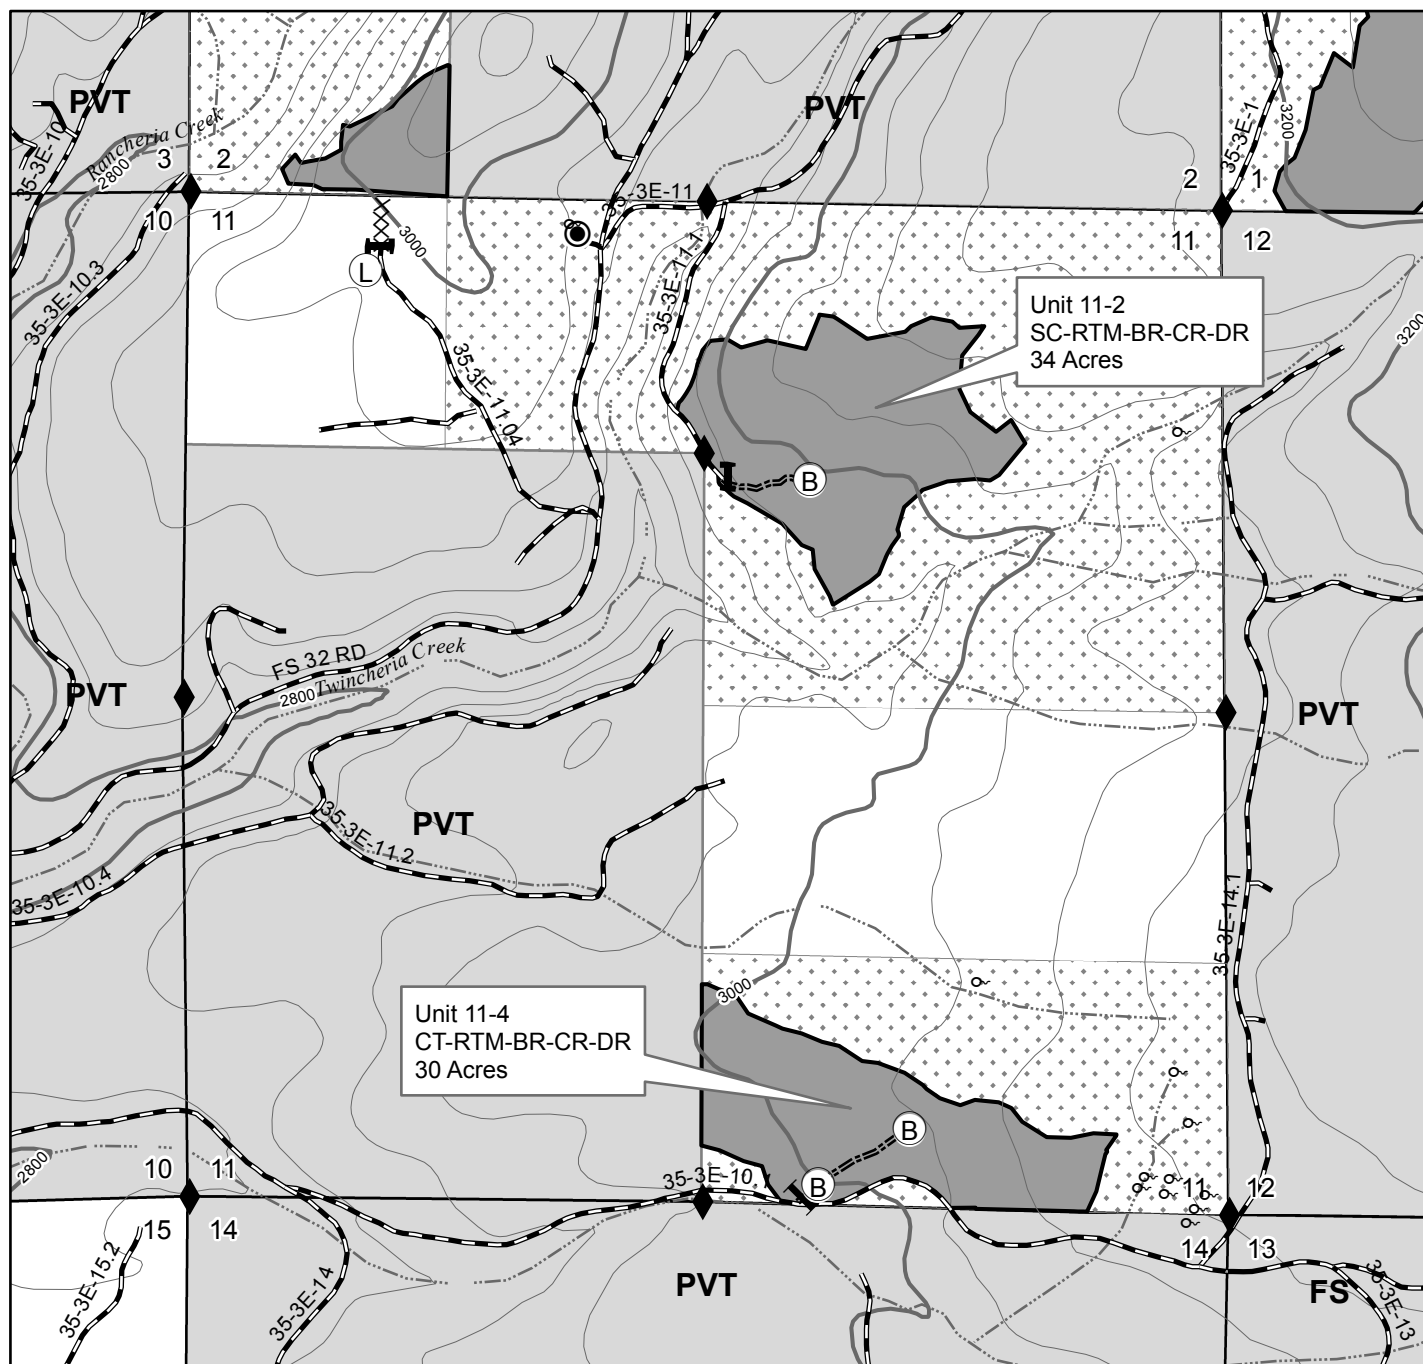 PVT
PVT
35-3E-10
Rancheria Creek
2800
3
2
2
1
35-3E-1
3200
35-3E-11
10
11
11
12
3000
L
35-3E-11.1
35-3E-10.3
Unit 11-2
SC-RTM-BR-CR-DR
34 Acres
3200
35-3E-11.04
B
FS 32 RD
Twincheria Creek
2800
PVT
PVT
PVT
35-3E-11.2
35-3E-10.4
35-3E-14.1
3000
Unit 11-4
CT-RTM-BR-CR-DR
30 Acres
B
B
2800
10
11
35-3E-10.
11
12
15
14
14
13
35-3E-15.2
35-3E-14
PVT
FS
35-3E-13